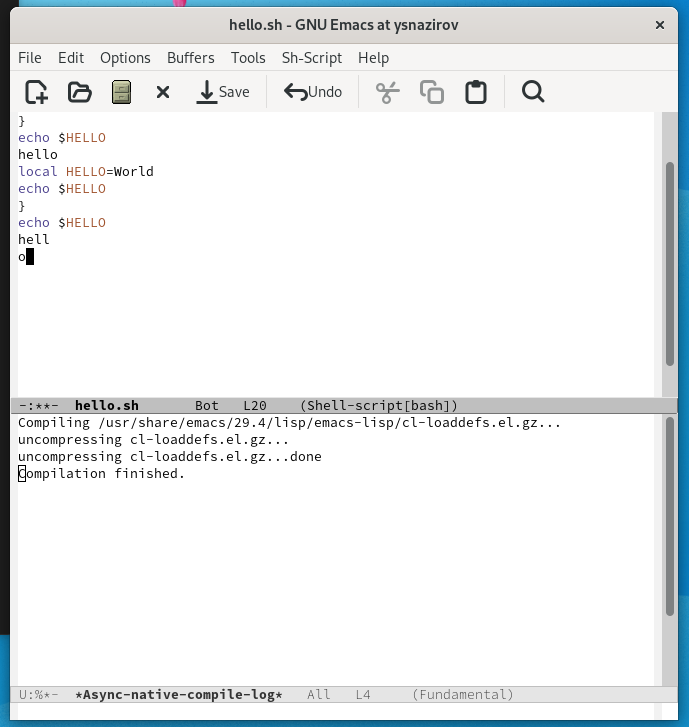 hello.sh - GNU Emacs at ysnazirov
File Edit Options Buffers Tools Sh-Script Help
Save Undo
}
echo $HELLO
hello
local HELLO=World
echo $HELLO
}
echo $HELLO
hell
o
-:**-  hello.sh       Bot   L20    (Shell-script[bash])
Compiling /usr/share/emacs/29.4/lisp/emacs-lisp/cl-loaddefs.el.gz...
uncompressing cl-loaddefs.el.gz...
uncompressing cl-loaddefs.el.gz...done
Compilation finished.
U:%*-  *Async-native-compile-log*   All   L4     (Fundamental)